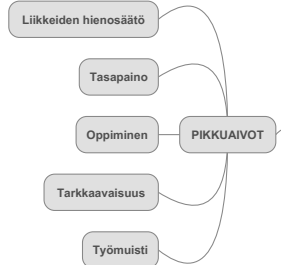 Liikkeiden hienosäätö
Tasapaino
Oppiminen
PIKKUAIVOT
Tarkkaavaisuus
Työmuisti